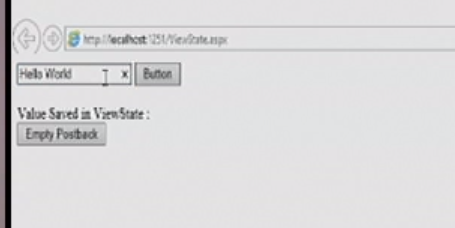 http://localhost:1251/ViewState.aspx
Hello World x Button
Value Saved in ViewState :
Empty Postback